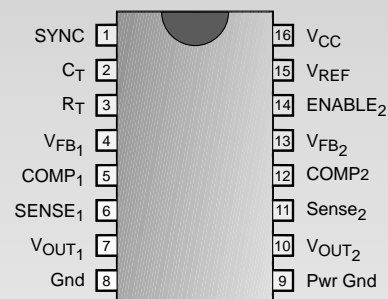 SYNC 1 16 VCC
CT 2 15 VREF
RT 3 14 ENABLE2
VFB1 4 13 VFB2
COMP1 5 12 COMP2
SENSE1 6 11 Sense2
VOUT1 7 10 VOUT2
Gnd 8 9 Pwr Gnd